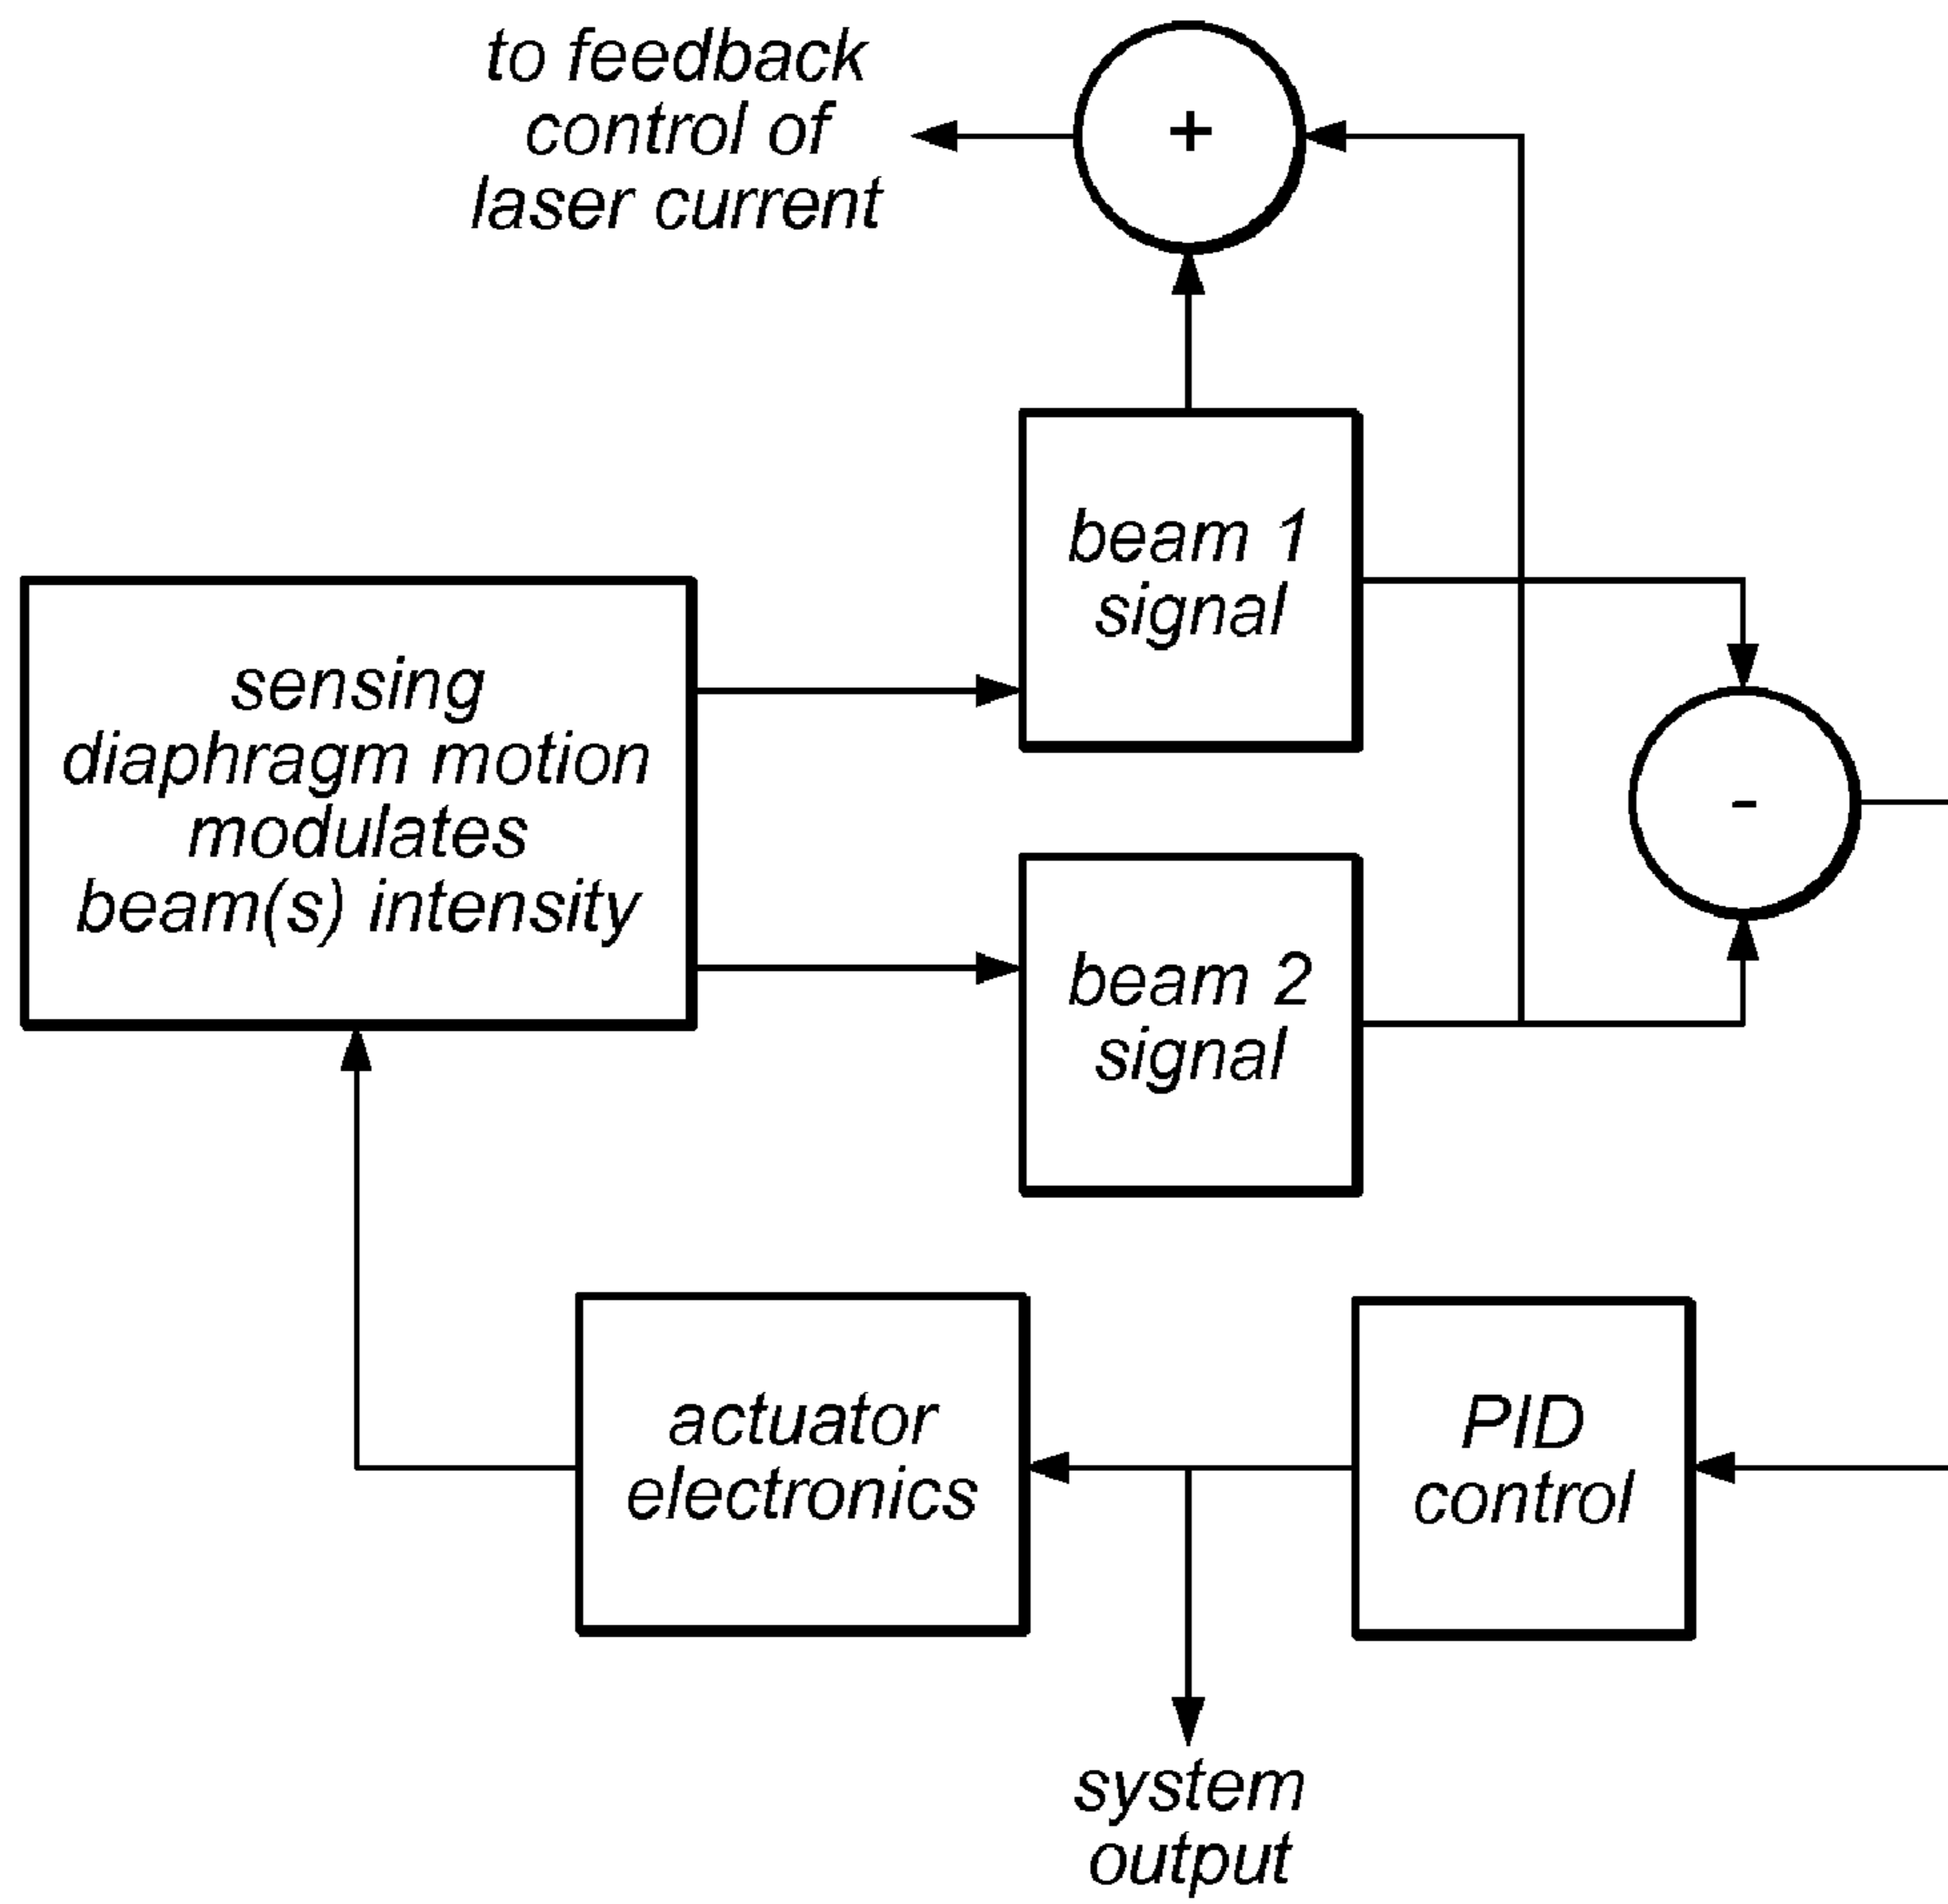 to feedback
control of
laser current
+
beam 1
signal
sensing
diaphragm motion
modulates
beam(s) intensity
-
beam 2
signal
actuator
electronics
PID
control
system
output